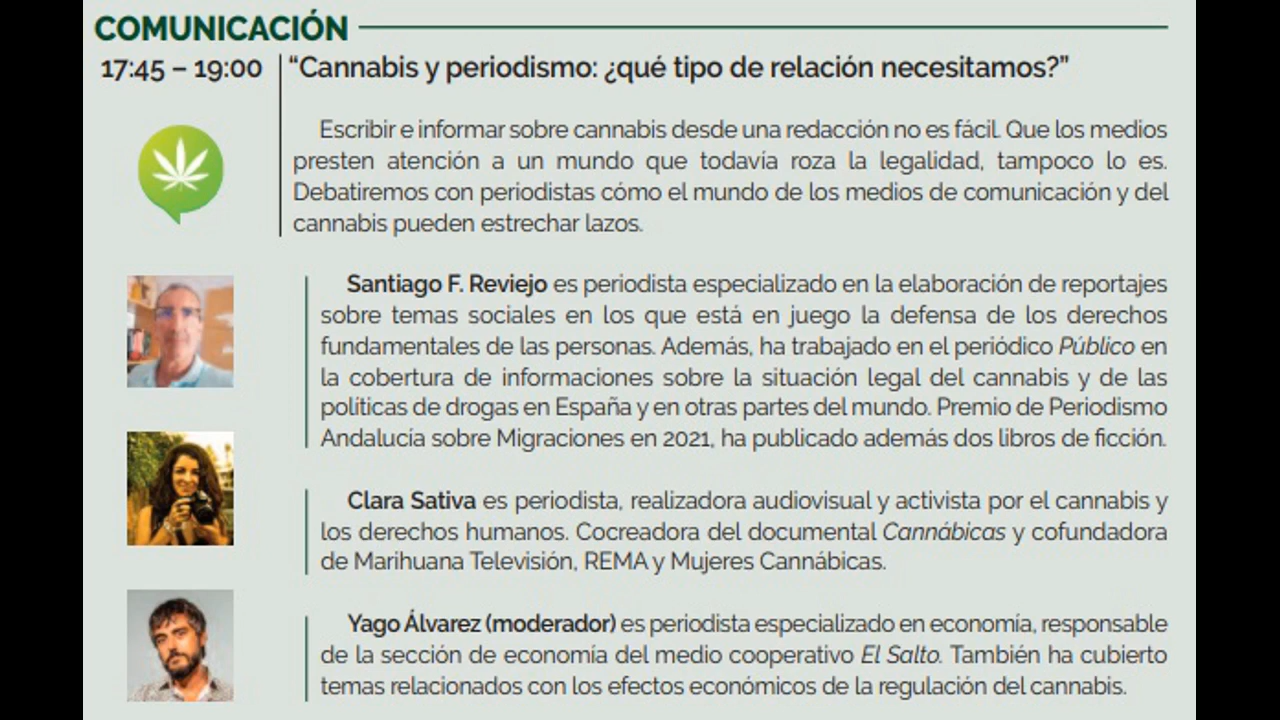 COMUNICACIÓN
17:45 – 19:00
“Cannabis y periodismo: ¿qué tipo de relación necesitamos?”
Escribir e informar sobre cannabis desde una redacción no es fácil. Que los medios
presten atención a un mundo que todavía roza la legalidad, tampoco lo es.
Debatiremos con periodistas cómo el mundo de los medios de comunicación y del
cannabis pueden estrechar lazos.
Santiago F. Reviejo es periodista especializado en la elaboración de reportajes
sobre temas sociales en los que está en juego la defensa de los derechos
fundamentales de las personas. Además, ha trabajado en el periódico Público en
la cobertura de informaciones sobre la situación legal del cannabis y de las
políticas de drogas en España y en otras partes del mundo. Premio de Periodismo
Andalucía sobre Migraciones en 2021, ha publicado además dos libros de ficción.
Clara Sativa es periodista, realizadora audiovisual y activista por el cannabis y
los derechos humanos. Cocreadora del documental Cannábicas y cofundadora
de Marihuana Televisión, REMA y Mujeres Cannábicas.
Yago Álvarez (moderador) es periodista especializado en economía, responsable
de la sección de economía del medio cooperativo El Salto. También ha cubierto
temas relacionados con los efectos económicos de la regulación del cannabis.